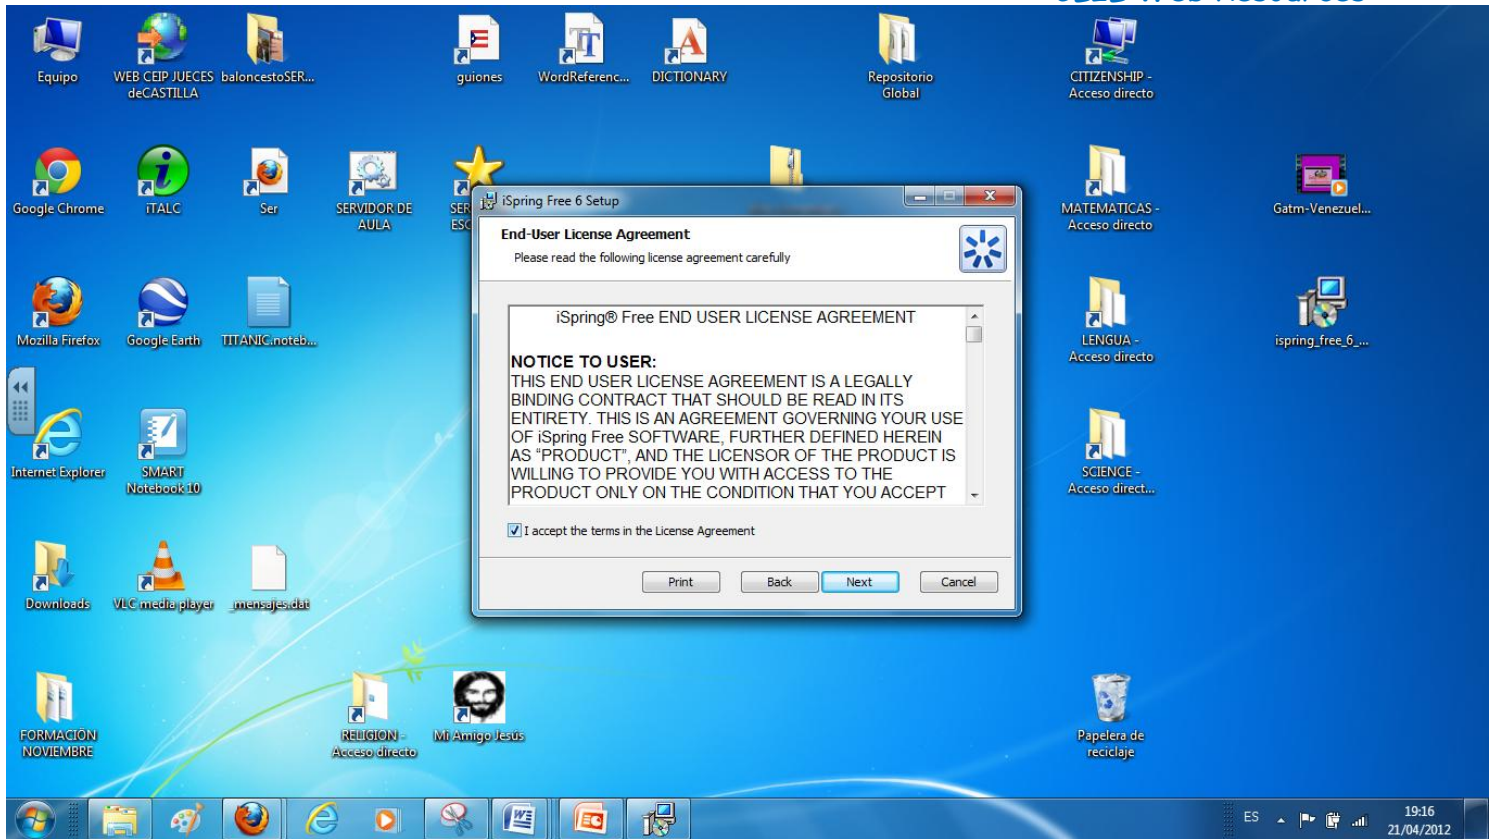 CLIL Web Resources
Equipo
WEB CEIP JUECES
deCASTILLA
baloncestoSER...
guiones
WordReferenc...
DICTIONARY
Repositorio
Global
CITIZENSHIP -
Acceso directo
Google Chrome
iTALC
Ser
SERVIDOR DE
AULA
SER
ESC
MATEMATICAS -
Acceso directo
Gatm-Venezuel...
iSpring Free 6 Setup
End-User License Agreement
Please read the following license agreement carefully
iSpring® Free END USER LICENSE AGREEMENT
NOTICE TO USER:
THIS END USER LICENSE AGREEMENT IS A LEGALLY
BINDING CONTRACT THAT SHOULD BE READ IN ITS
ENTIRETY. THIS IS AN AGREEMENT GOVERNING YOUR USE
OF iSpring Free SOFTWARE, FURTHER DEFINED HEREIN
AS “PRODUCT”, AND THE LICENSOR OF THE PRODUCT IS
WILLING TO PROVIDE YOU WITH ACCESS TO THE
PRODUCT ONLY ON THE CONDITION THAT YOU ACCEPT
I accept the terms in the License Agreement
Print
Back
Next
Cancel
Mozilla Firefox
Google Earth
TITANIC.noteb...
LENGUA -
Acceso directo
ispring_free_6_...
Internet Explorer
SMART
Notebook 10
SCIENCE -
Acceso direct...
Downloads
VLC media player
_mensajes.dat
FORMACIÓN
NOVIEMBRE
RELIGION -
Acceso directo
Mi Amigo Jesús
Papelera de
reciclaje
ES
19:16
21/04/2012